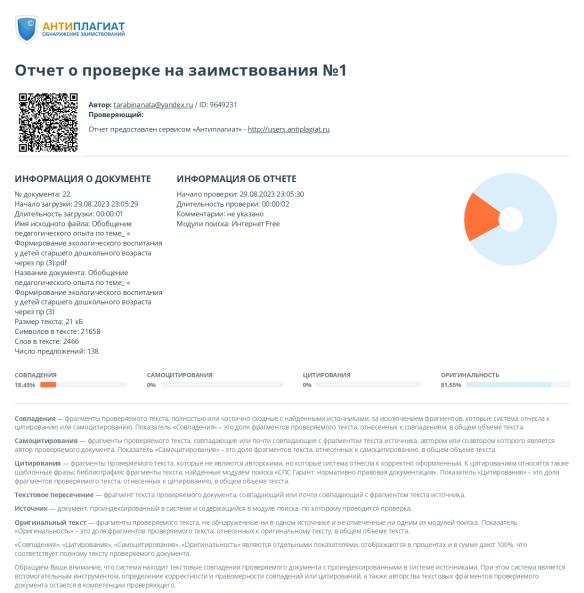 АНТИПЛАГИАТ
ОБНАРУЖЕНИЕ ЗАИМСТВОВАНИЙ
Отчет о проверке на заимствования №1
Автор: tarabinanata@yandex.ru / ID: 9649231
Проверяющий:
Отчет предоставлен сервисом «Антиплагиат» - http://users.antiplagiat.ru
ИНФОРМАЦИЯ О ДОКУМЕНТЕ
№ документа: 22
Начало загрузки: 29.08.2023 23:05:29
Длительность загрузки: 00:00:01
Имя исходного файла: Обобщение
педагогического опыта по теме_ «
Формирование экологического воспитания
у детей старшего дошкольного возраста
через пр (3).pdf
Название документа: Обобщение
педагогического опыта по теме_ «
Формирование экологического воспитания
у детей старшего дошкольного возраста
через пр (3)
Размер текста: 21 кБ
Символов в тексте: 21658
Слов в тексте: 2466
Число предложений: 138
ИНФОРМАЦИЯ ОБ ОТЧЕТЕ
Начало проверки: 29.08.2023 23:05:30
Длительность проверки: 00:00:02
Комментарии: не указано
Модули поиска: Интернет Free
СОВПАДЕНИЯ
18,45%
САМОЦИТИРОВАНИЯ
0%
ЦИТИРОВАНИЯ
0%
ОРИГИНАЛЬНОСТЬ
81,55%
Совпадения — фрагменты проверяемого текста, полностью или частично сходные с найденными источниками, за исключением фрагментов, которые система отнесла к
цитированию или самоцитированию. Показатель «Совпадения» – это доля фрагментов проверяемого текста, отнесенных к совпадениям, в общем объеме текста.
Самоцитирования — фрагменты проверяемого текста, совпадающие или почти совпадающие с фрагментом текста источника, автором или соавтором которого является
автор проверяемого документа. Показатель «Самоцитирования» – это доля фрагментов текста, отнесенных к самоцитированию, в общем объеме текста.
Цитирования — фрагменты проверяемого текста, которые не являются авторскими, но которые система отнесла к корректно оформленным. К цитированиям относятся также
шаблонные фразы; библиография; фрагменты текста, найденные модулем поиска «СПС Гарант: нормативно-правовая документация». Показатель «Цитирования» – это доля
фрагментов проверяемого текста, отнесенных к цитированию, в общем объеме текста.
Текстовое пересечение — фрагмент текста проверяемого документа, совпадающий или почти совпадающий с фрагментом текста источника.
Источник — документ, проиндексированный в системе и содержащийся в модуле поиска, по которому проводится проверка.
Оригинальный текст — фрагменты проверяемого текста, не обнаруженные ни в одном источнике и не отмеченные ни одним из модулей поиска. Показатель
«Оригинальность» – это доля фрагментов проверяемого текста, отнесенных к оригинальному тексту, в общем объеме текста.
«Совпадения», «Цитирования», «Самоцитирования», «Оригинальность» являются отдельными показателями, отображаются в процентах и в сумме дают 100%, что
соответствует полному тексту проверяемого документа.
Обращаем Ваше внимание, что система находит текстовые совпадения проверяемого документа с проиндексированными в системе источниками. При этом система является
вспомогательным инструментом, определение корректности и правомерности совпадений или цитирований, а также авторства текстовых фрагментов проверяемого
документа остается в компетенции проверяющего.